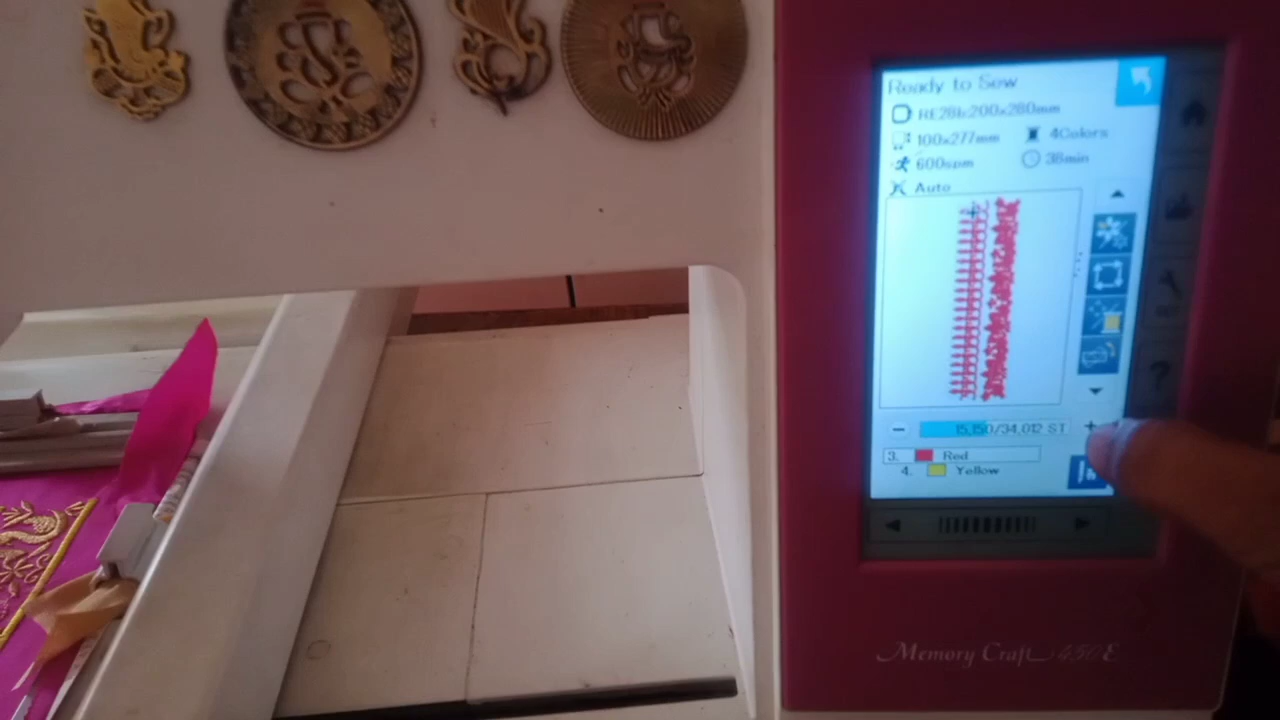 Ready to Sew
RE28b:200x280mm
100x277mm 4Colors
600spm 38min
Auto
15,150/34,012 ST
3. Red
4. Yellow
Memory Craft 450E